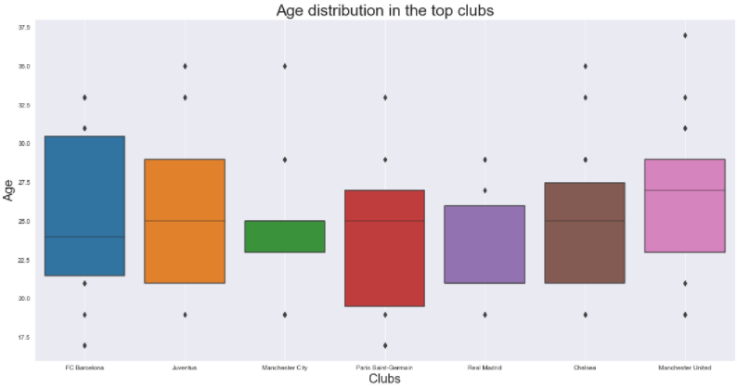 Age distribution in the top clubs
37.5
35.0
32.5
30.0
27.5
25.0
22.5
20.0
17.5
Age
FC Barcelona Juventus Manchester City Paris Saint-Germain Real Madrid Chelsea Manchester United
Clubs